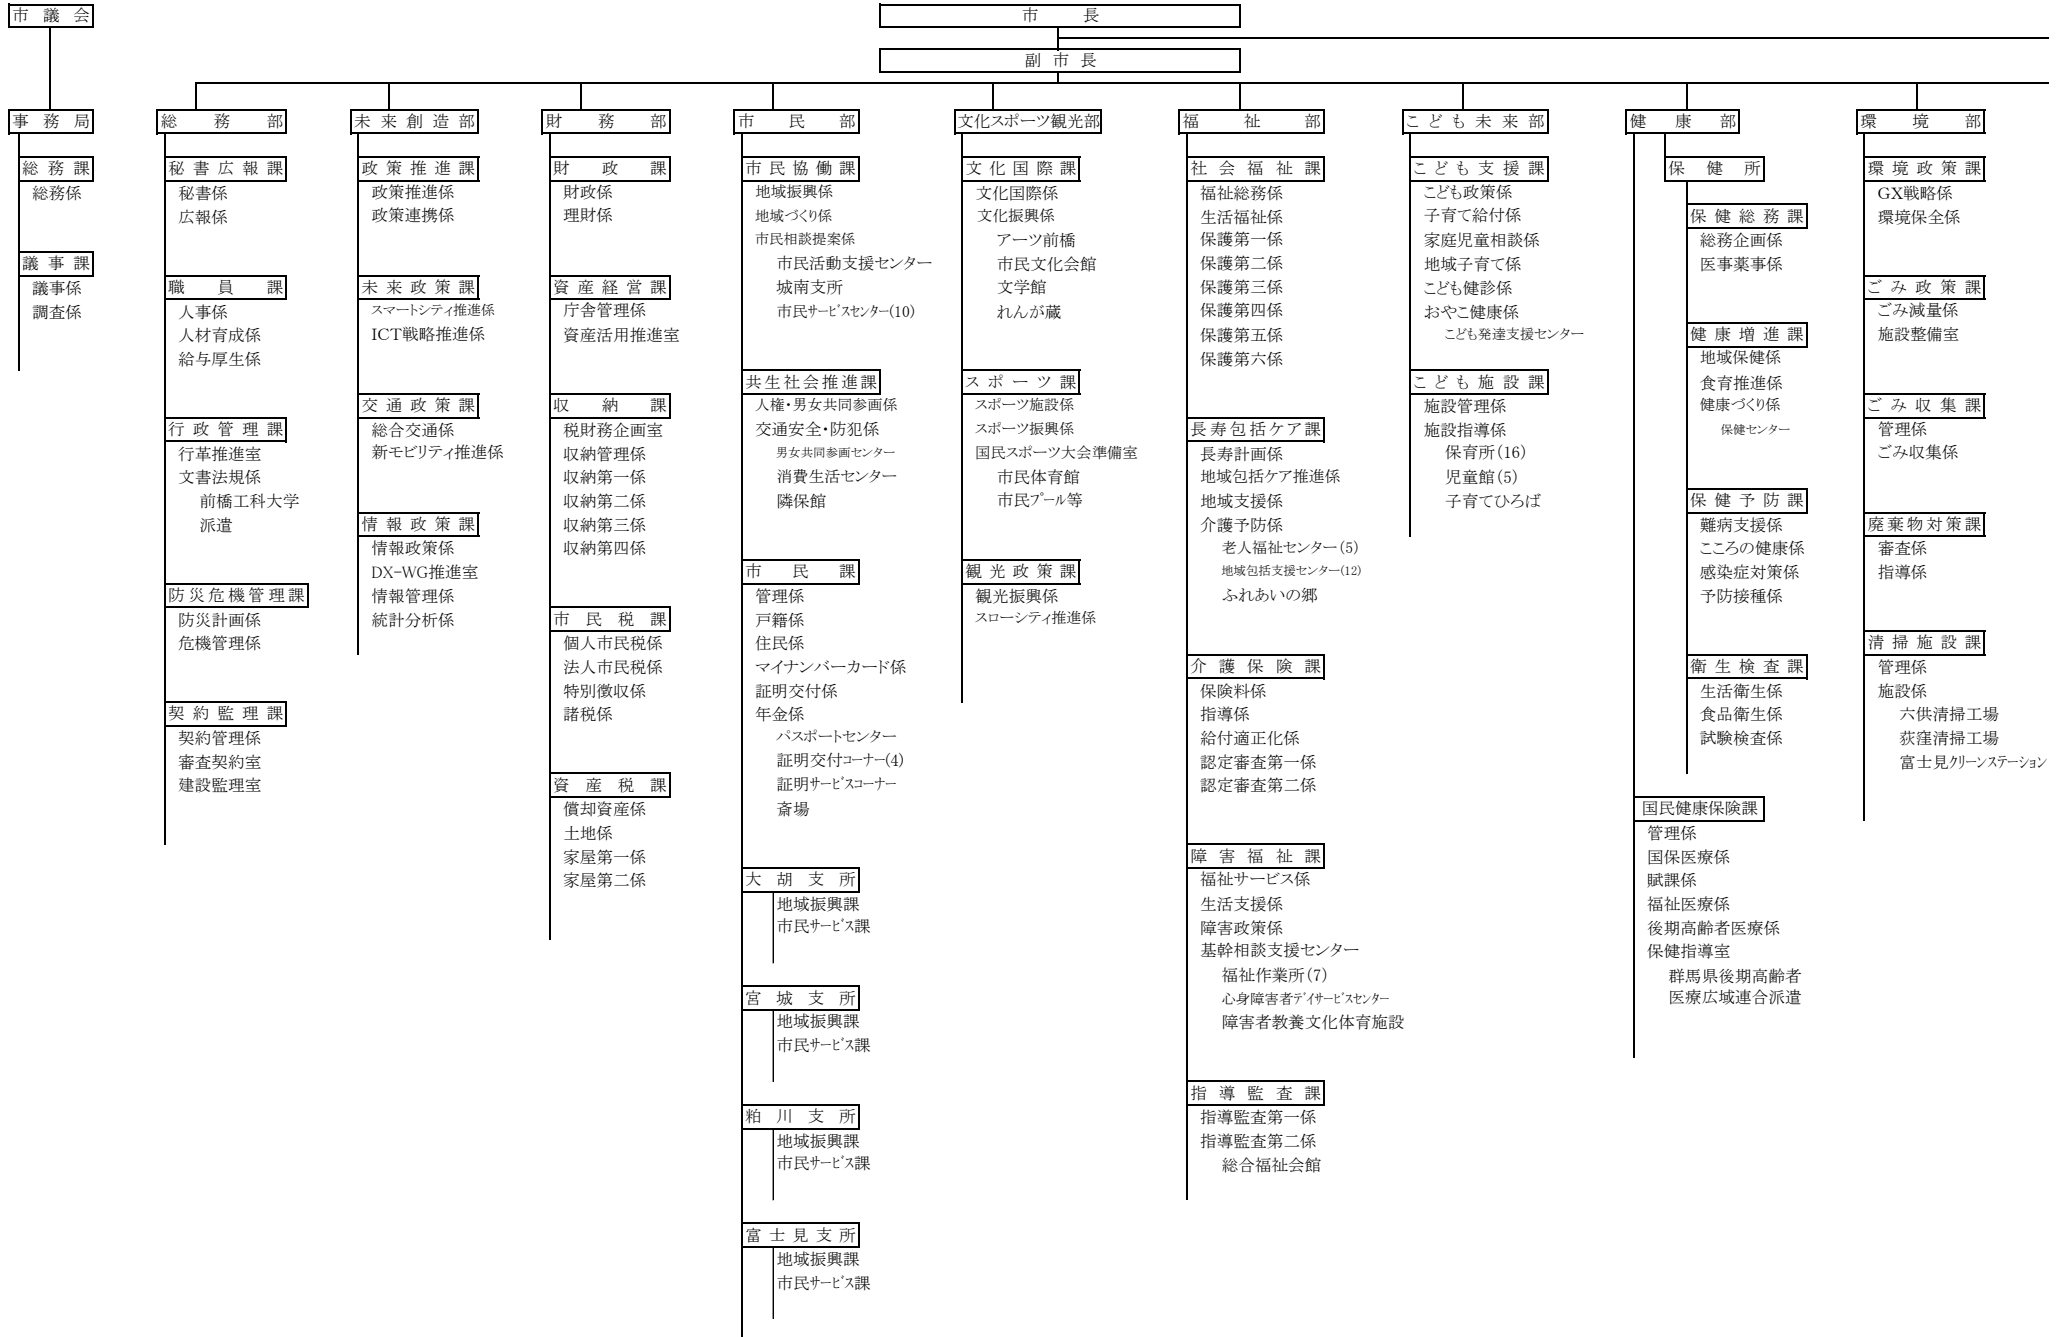 市議会
市長
副市長
事務局
総務課
総務係
議事課
議事係
調査係
総務部
秘書広報課
秘書係
広報係
職員課
人事係
人材育成係
給与厚生係
行政管理課
行革推進室
文書法規係
前橋工科大学
派遣
防災危機管理課
防災計画係
危機管理係
契約監理課
契約管理係
審査契約室
建設監理室
未来創造部
政策推進課
政策推進係
政策連携係
未来政策課
スマートシティ推進係
ICT戦略推進係
交通政策課
総合交通係
新モビリティ推進係
情報政策課
情報政策係
DX-WG推進室
情報管理係
統計分析係
財務部
財政課
財政係
理財係
資産経営課
庁舎管理係
資産活用推進室
収納課
税財務企画室
収納管理係
収納第一係
収納第二係
収納第三係
収納第四係
市民税課
個人市民税係
法人市民税係
特別徴収係
諸税係
資産税課
償却資産係
土地係
家屋第一係
家屋第二係
市民部
市民協働課
地域振興係
地域づくり係
市民相談提案係
市民活動支援センター
城南支所
市民ｻｰﾋﾞｽセンター(10)
共生社会推進課
人権・男女共同参画係
交通安全・防犯係
男女共同参画センター
消費生活センター
隣保館
市民課
管理係
戸籍係
住民係
マイナンバーカード係
証明交付係
年金係
パスポートセンター
証明交付コーナー(4)
証明サービスコーナー
斎場
大胡支所
地域振興課
市民ｻｰﾋﾞｽ課
宮城支所
地域振興課
市民ｻｰﾋﾞｽ課
粕川支所
地域振興課
市民ｻｰﾋﾞｽ課
富士見支所
地域振興課
市民ｻｰﾋﾞｽ課
文化スポーツ観光部
文化国際課
文化国際係
文化振興係
アーツ前橋
市民文化会館
文学館
れんが蔵
スポーツ課
スポーツ施設係
スポーツ振興係
国民スポーツ大会準備室
市民体育館
市民ﾌﾟｰﾙ等
観光政策課
観光振興係
スローシティ推進係
福祉部
社会福祉課
福祉総務係
生活福祉係
保護第一係
保護第二係
保護第三係
保護第四係
保護第五係
保護第六係
長寿包括ケア課
長寿計画係
地域包括ケア推進係
地域支援係
介護予防係
老人福祉センター(5)
地域包括支援センター(12)
ふれあいの郷
介護保険課
保険料係
指導係
給付適正化係
認定審査第一係
認定審査第二係
障害福祉課
福祉サービス係
生活支援係
障害政策係
基幹相談支援センター
福祉作業所(7)
心身障害者ﾃﾞｲｻｰﾋﾞｽセンター
障害者教養文化体育施設
指導監査課
指導監査第一係
指導監査第二係
総合福祉会館
こども未来部
こども支援課
こども政策係
子育て給付係
家庭児童相談係
地域子育て係
こども健診係
おやこ健康係
こども発達支援センター
こども施設課
施設管理係
施設指導係
保育所(16)
児童館(5)
子育てひろば
健康部
保健所
保健総務課
総務企画係
医事薬事係
健康増進課
地域保健係
食育推進係
健康づくり係
保健センター
保健予防課
難病支援係
こころの健康係
感染症対策係
予防接種係
衛生検査課
生活衛生係
食品衛生係
試験検査係
国民健康保険課
管理係
国保医療係
賦課係
福祉医療係
後期高齢者医療係
保健指導室
群馬県後期高齢者
医療広域連合派遣
環境部
環境政策課
GX戦略係
環境保全係
ごみ政策課
ごみ減量係
施設整備室
ごみ収集課
管理係
ごみ収集係
廃棄物対策課
審査係
指導係
清掃施設課
管理係
施設係
六供清掃工場
荻窪清掃工場
富士見ｸﾘｰﾝステーション